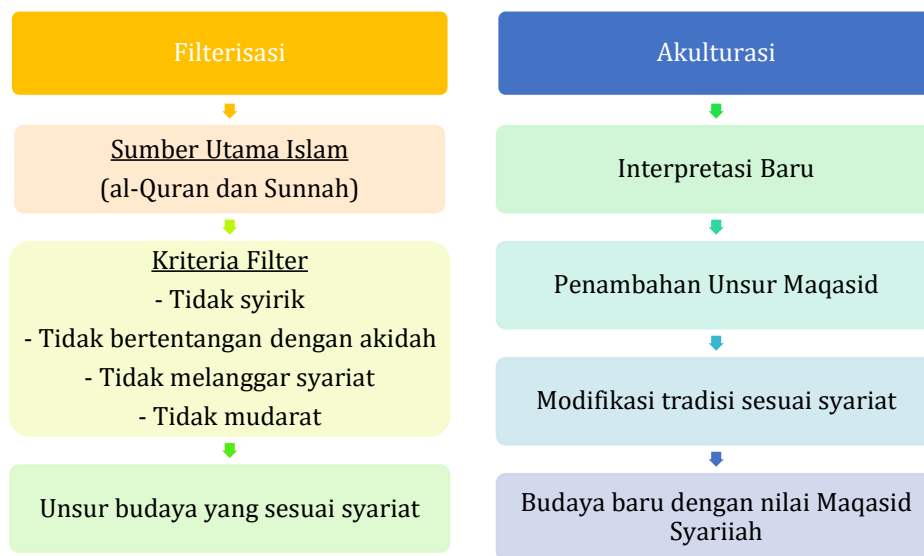 Filterisasi
Sumber Utama Islam
(al-Quran dan Sunnah)
Kriteria Filter
- Tidak syirik
- Tidak bertentangan dengan akidah
- Tidak melanggar syariat
- Tidak mudarat
Unsur budaya yang sesuai syariat
Akulturasi
Interpretasi Baru
Penambahan Unsur Maqasid
Modifikasi tradisi sesuai syariat
Budaya baru dengan nilai Maqasid
Syariiah